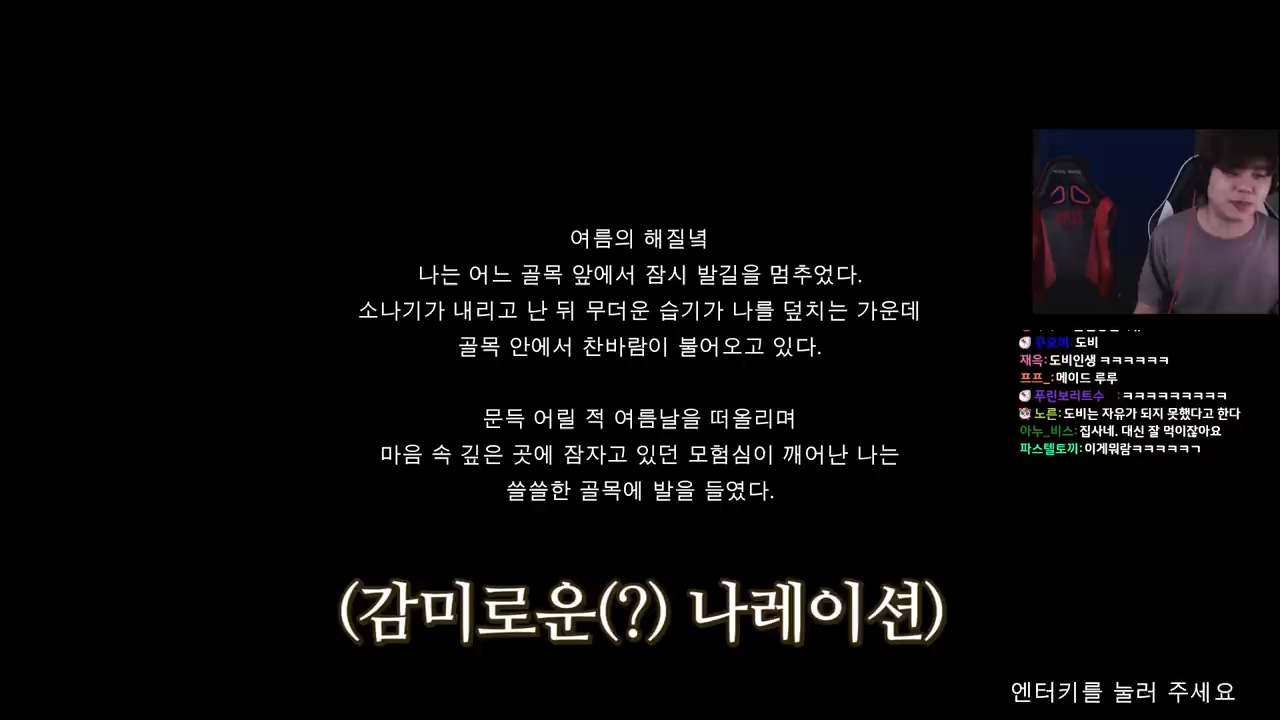 여름의 해질녘
나는 어느 골목 앞에서 잠시 발길을 멈추었다.
소나기가 내리고 난 뒤 무더운 습기가 나를 덮치는 가운데
골목 안에서 찬바람이 불어오고 있다.
문득 어릴 적 여름날을 떠올리며
마음 속 깊은 곳에 잠자고 있던 모험심이 깨어난 나는
쓸쓸한 골목에 발을 들였다.
(감미로운(?) 나레이션)
도비
재윽: 도비인생 ㅋㅋㅋㅋㅋㅋ
프프_: 메이드 루루
푸린보러트수 : ㅋㅋㅋㅋㅋㅋㅋㅋㅋ
노른: 도비는 자유가 되지 못했다고 한다
아누_비스: 집사네. 대신 잘 먹이잖아요
파스텔토끼: 이게뭐람ㅋㅋㅋㅋㅋㄱ
엔터키를 눌러 주세요